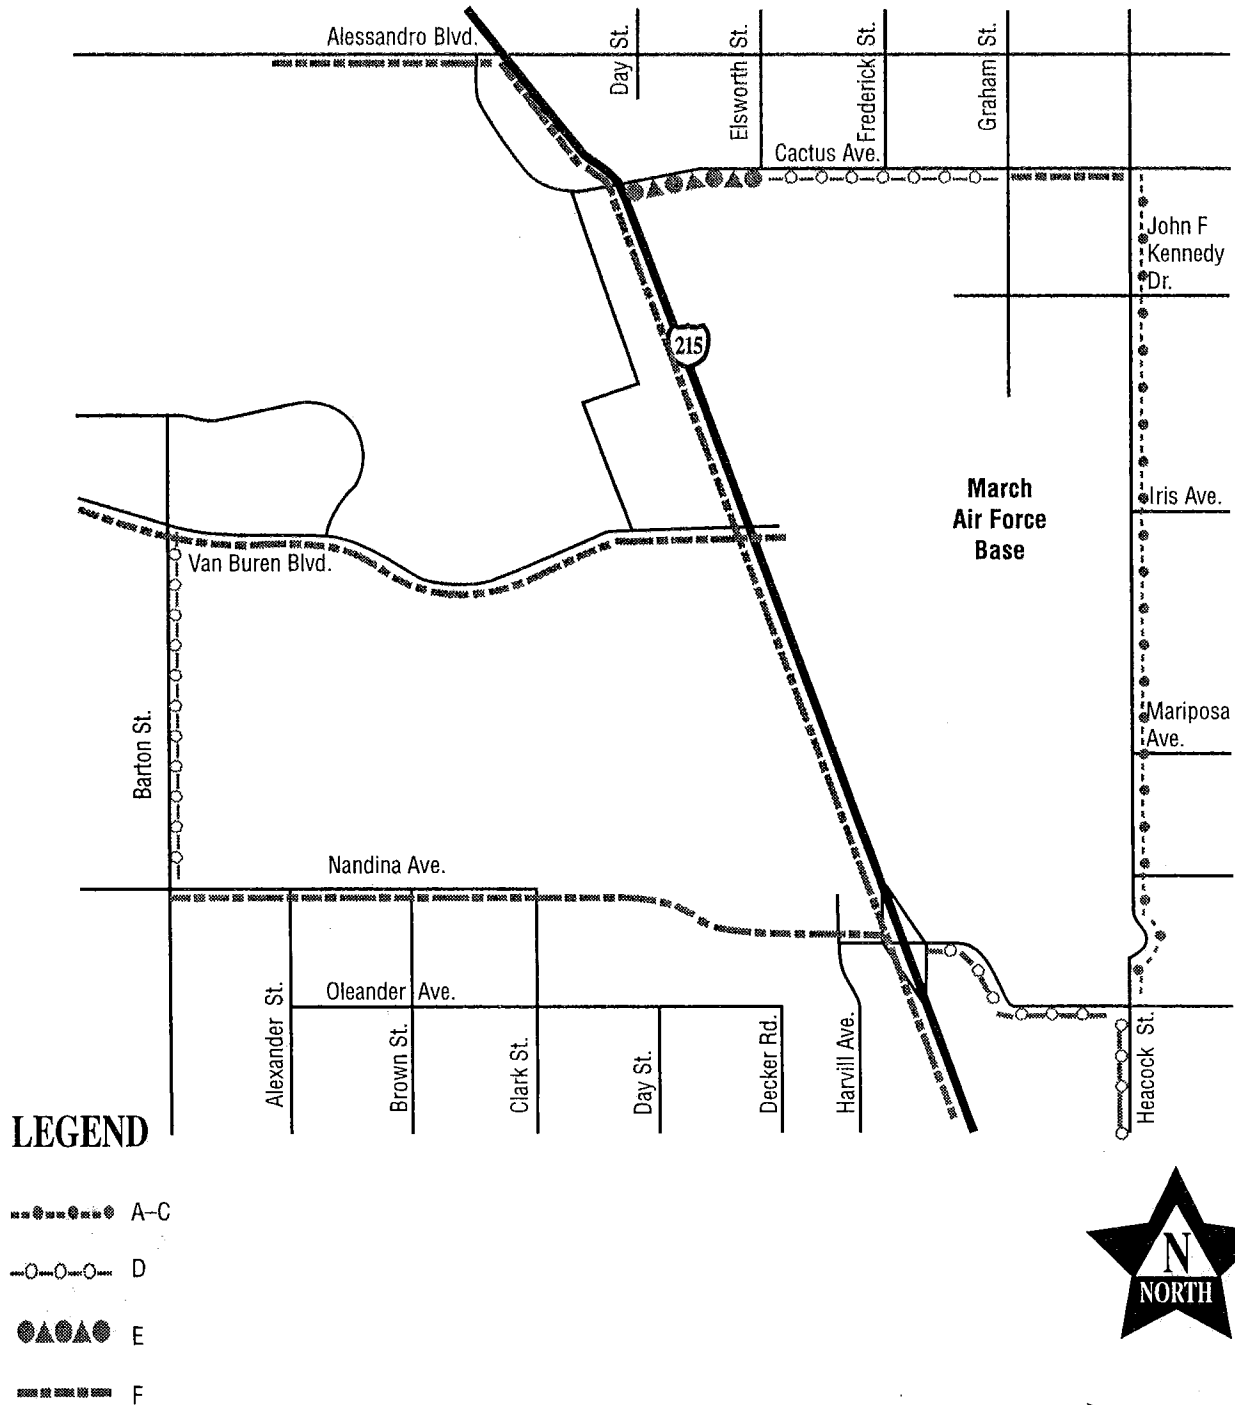 Alessandro Blvd.
Day St.
Elsworth St.
Frederick St.
Graham St.
Cactus Ave.
John F
Kennedy
Dr.
215
March
Air Force
Base
Iris Ave.
Van Buren Blvd.
Barton St.
Mariposa
Ave.
Nandina Ave.
Oleander Ave.
Alexander St.
Brown St.
Clark St.
Day St.
Decker Rd.
Harvill Ave.
Heacock St.
LEGEND
A–C
D
E
F
N
NORTH